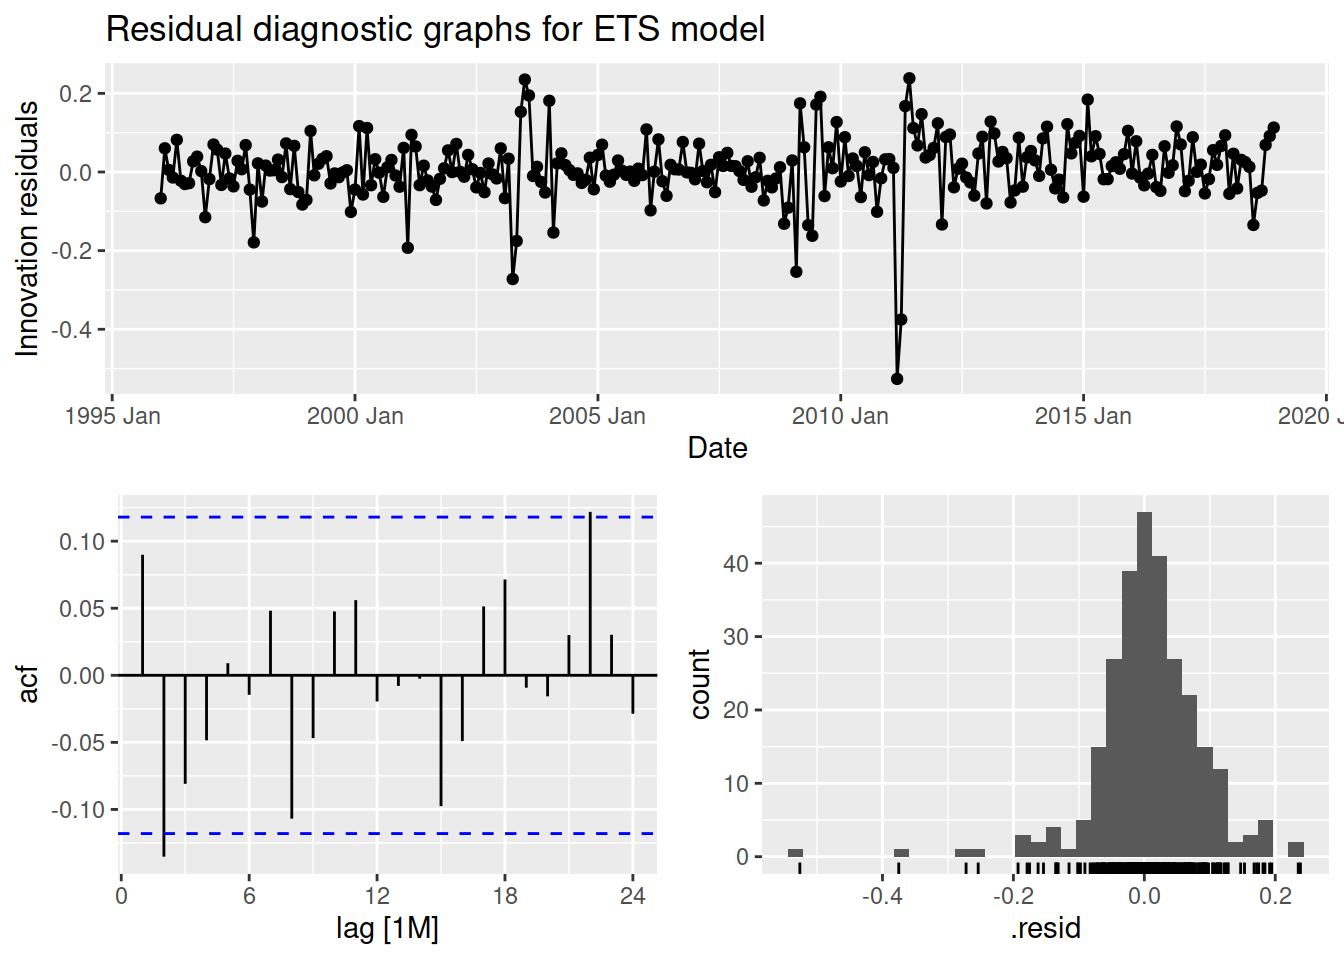 Residual diagnostic graphs for ETS model
Innovation residuals
0.2
0.0
-0.2
-0.4
1995 Jan 2000 Jan 2005 Jan 2010 Jan 2015 Jan 2020 J
Date
acf
0.10
0.05
0.00
-0.05
-0.10
0 6 12 18 24
lag [1M]
count
40
30
20
10
0
-0.4 -0.2 0.0 0.2
.resid